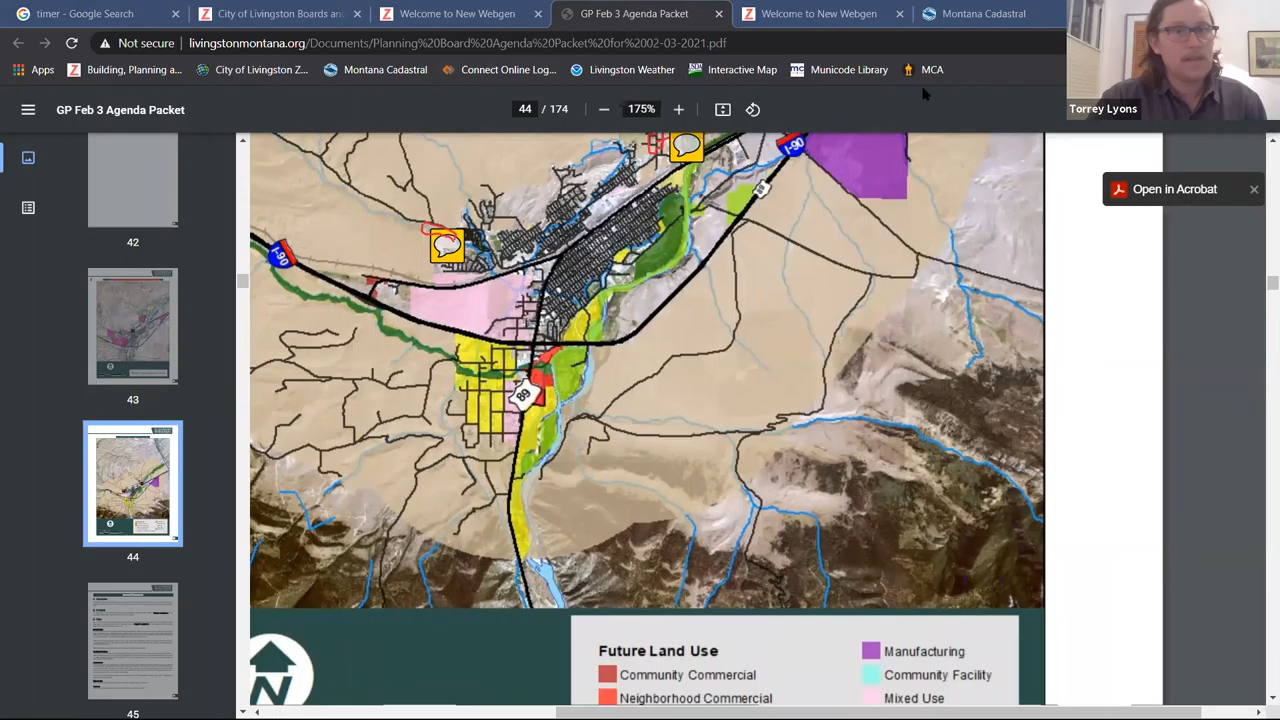 timer - Google Search
City of Livingston Boards and
Welcome to New Webgen
GP Feb 3 Agenda Packet
Welcome to New Webgen
Montana Cadastral
Not secure
livingstonmontana.org/Documents/Planning%20Board%20Agenda%20Packet%20for%2002-03-2021.pdf
Apps
Building, Planning a...
City of Livingston Z...
Montana Cadastral
Connect Online Log...
Livingston Weather
Interactive Map
Municode Library
MCA
GP Feb 3 Agenda Packet
44 / 174
175%
Torrey Lyons
Open in Acrobat
42
43
44
45
I-90
I-90
89
Future Land Use
Community Commercial
Neighborhood Commercial
Manufacturing
Community Facility
Mixed Use
N